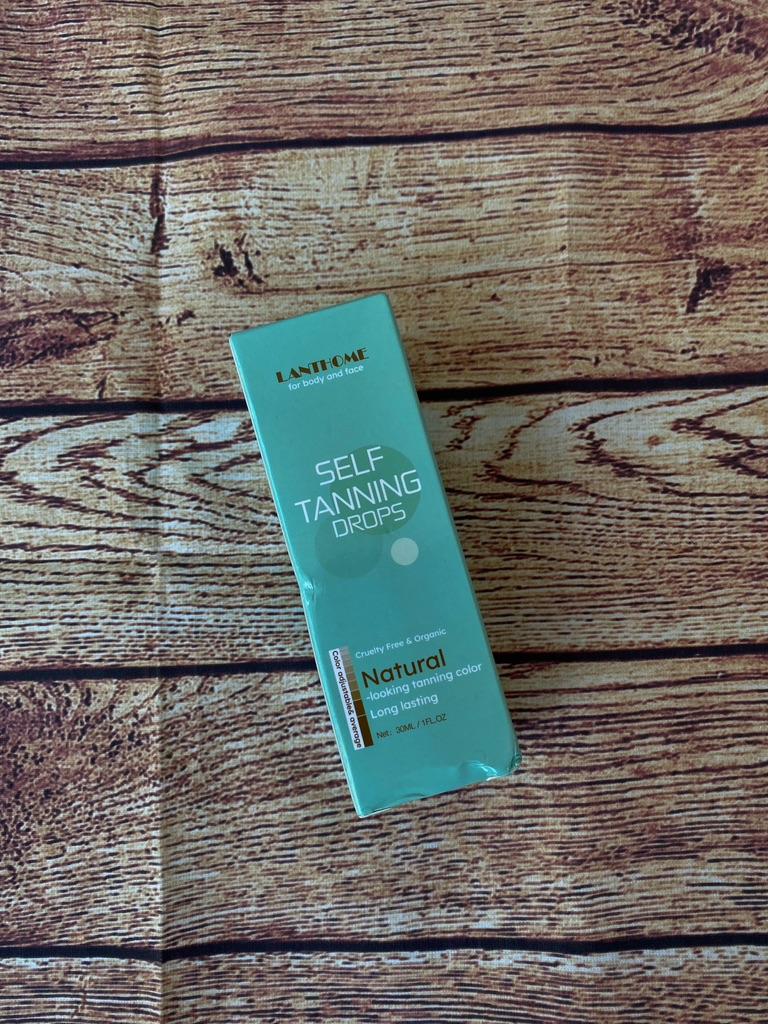 LANTHOME
for body and face
SELF
TANNING
DROPS
Cruelty Free & Organic
Natural
-looking tanning color
Long lasting
Net: 30ML / 1FL.OZ
Color adjustable& average